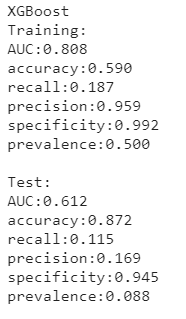 XGBoost
Training:
AUC:0.808
accuracy:0.590
recall:0.187
precision:0.959
specificity:0.992
prevalence:0.500

Test:
AUC:0.612
accuracy:0.872
recall:0.115
precision:0.169
specificity:0.945
prevalence:0.088